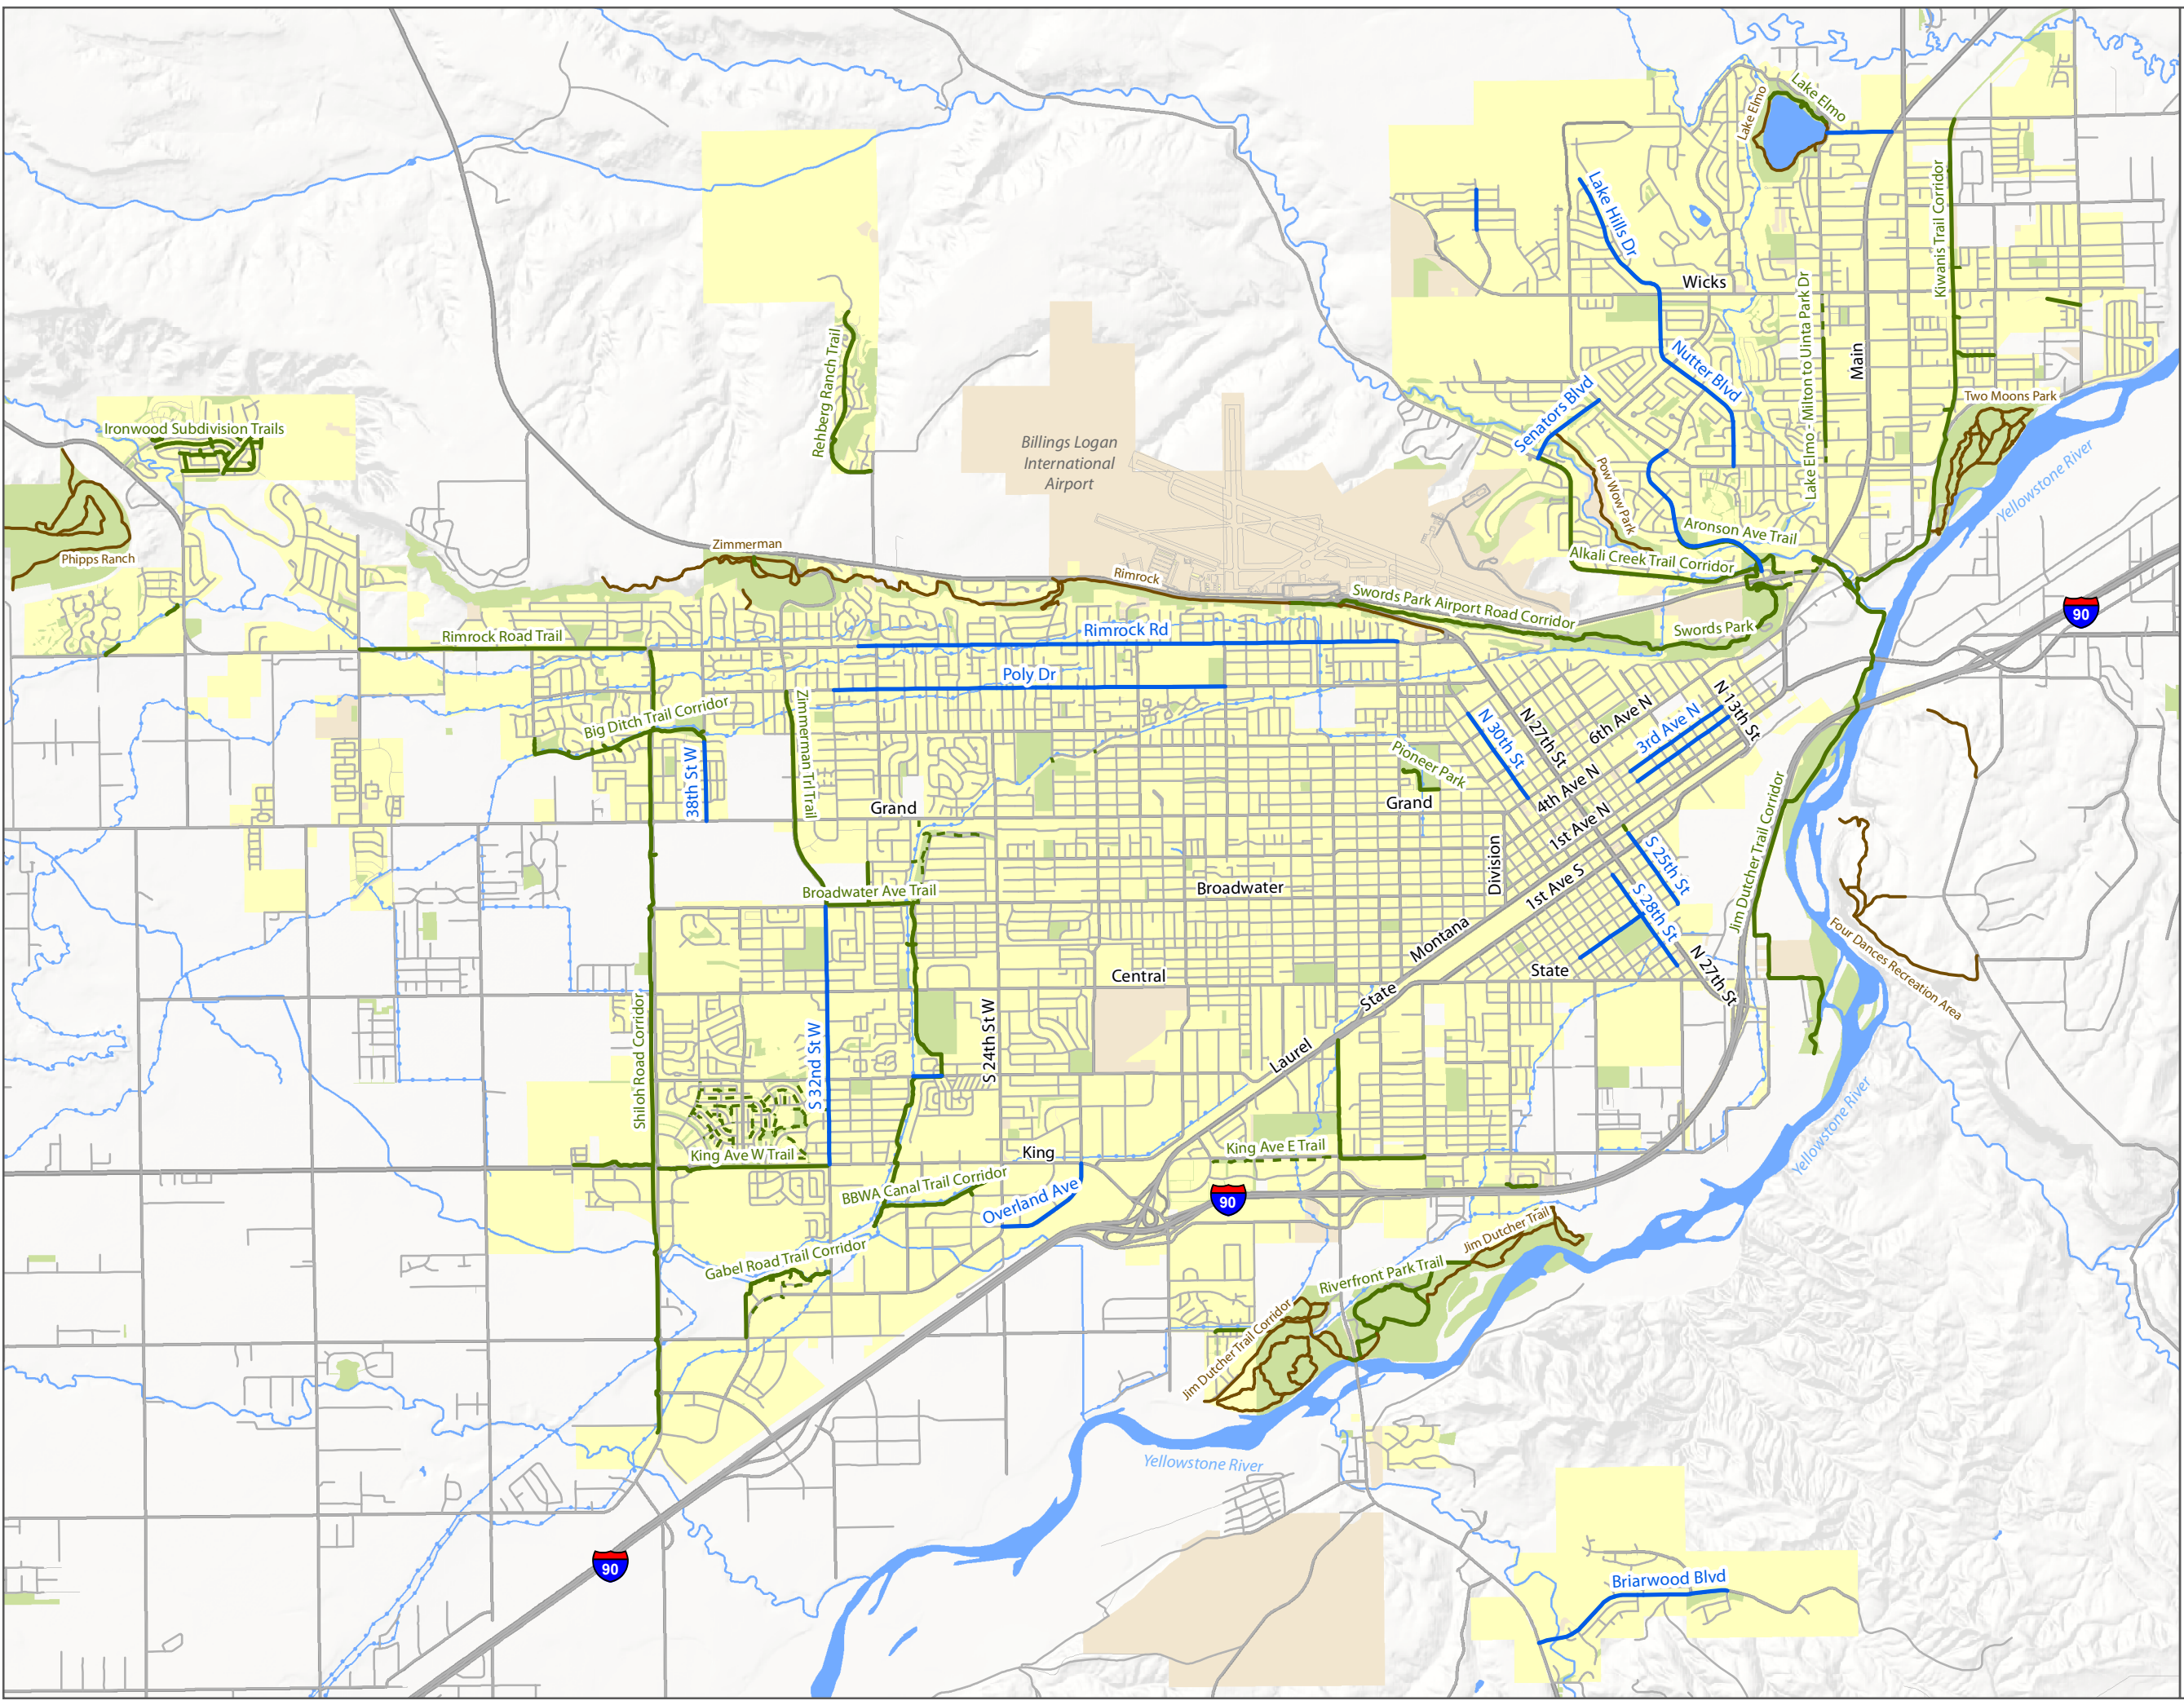 Lake Elmo
Lake Elmo
Kiwanis Trail Corridor
Lake Hills Dr
Wicks
Lake Elmo - Milton to Uinta Park Dr
Main
Nutter Blvd
Rehberg Ranch Trail
Two Moons Park
Senators Blvd
Ironwood Subdivision Trails
Billings Logan
International
Airport
Yellowstone River
Pow Wow Park
Aronson Ave Trail
Zimmerman
Phipps Ranch
Alkali Creek Trail Corridor
Rimrock
Swords Park Airport Road Corridor
90
Swords Park
Rimrock Road Trail
Rimrock Rd
Poly Dr
Zimmerman Trl Trail
Big Ditch Trail Corridor
N 13th St
N 30th St
N 27th St
6th Ave N
3rd Ave N
38th St W
Pioneer Park
4th Ave N
Grand
Grand
1st Ave N
Jim Dutcher Trail Corridor
Division
S 25th St
Broadwater Ave Trail
Broadwater
1st Ave S
S 28th St
Montana
Four Dances Recreation Area
Central
State
N 27th St
State
Shiloh Road Corridor
S 32nd St W
S 24th St W
Laurel
Yellowstone River
King Ave W Trail
King
King Ave E Trail
BBWA Canal Trail Corridor
Overland Ave
90
Jim Dutcher Trail
Gabel Road Trail Corridor
Riverfront Park Trail
Jim Dutcher Trail Corridor
Yellowstone River
90
Briarwood Blvd